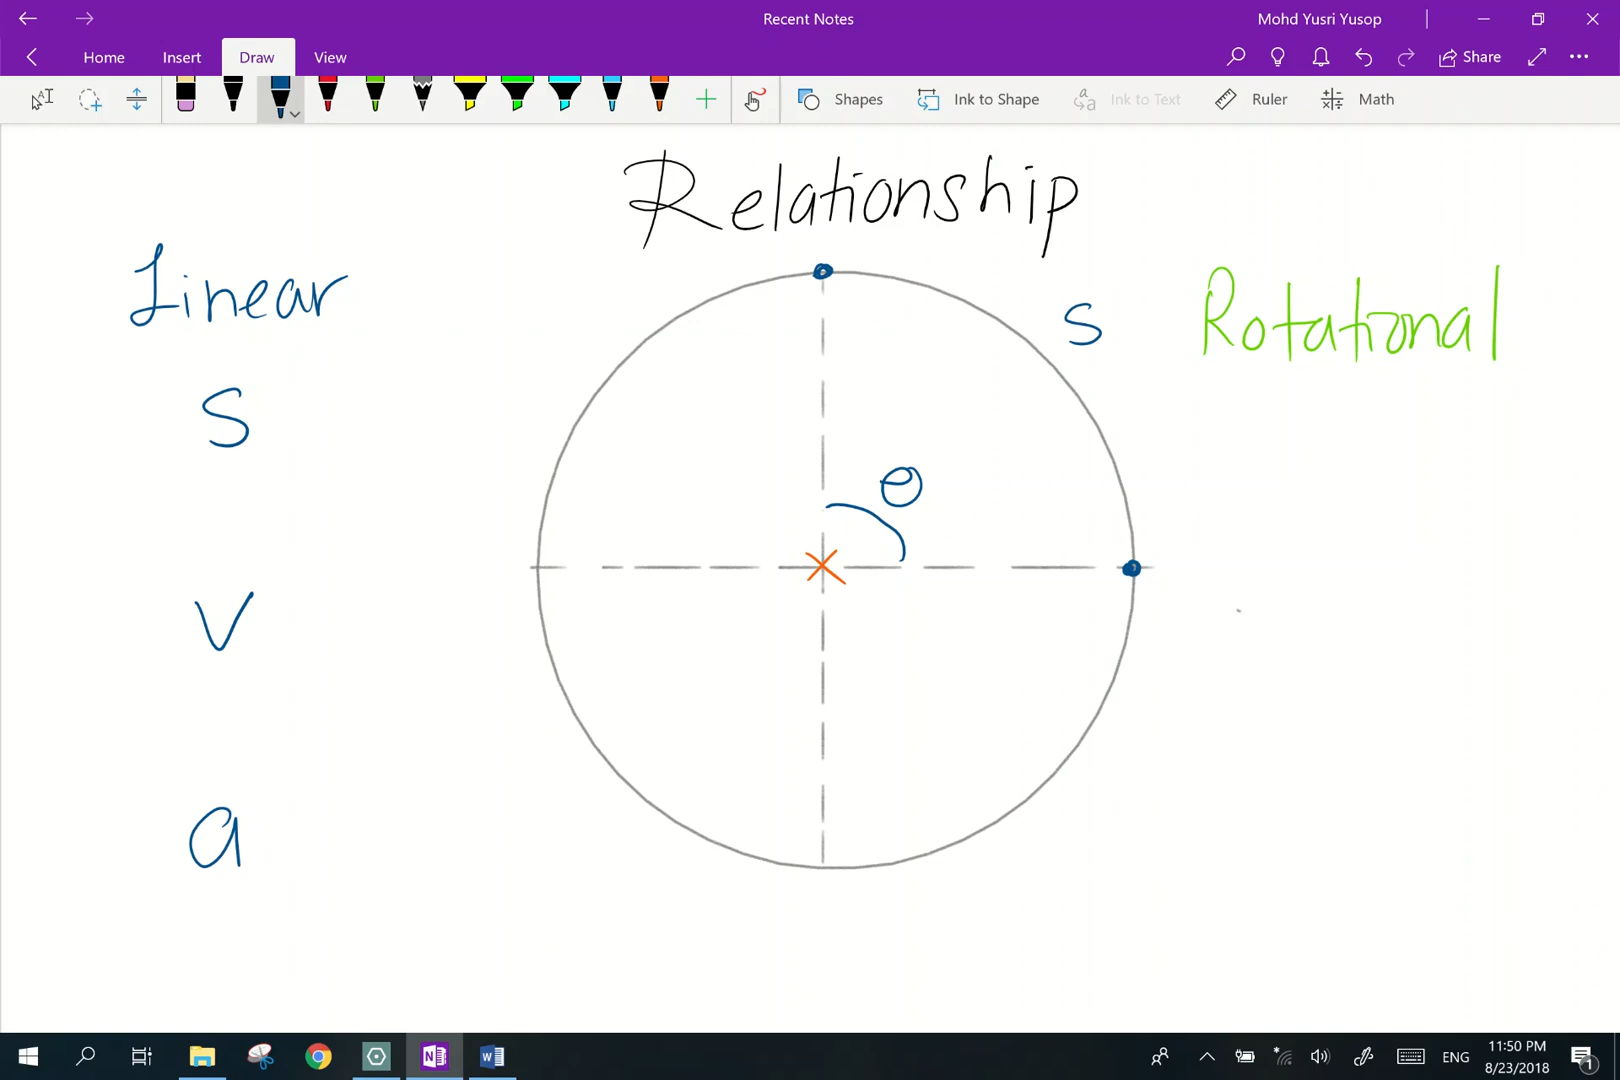 Recent Notes
Mohd Yusri Yusop
Home Insert Draw View
Share
Shapes Ink to Shape Ink to Text Ruler Math
Relationship
Linear
Rotational
S
S
θ
V
a
ENG
11:50 PM
8/23/2018
1